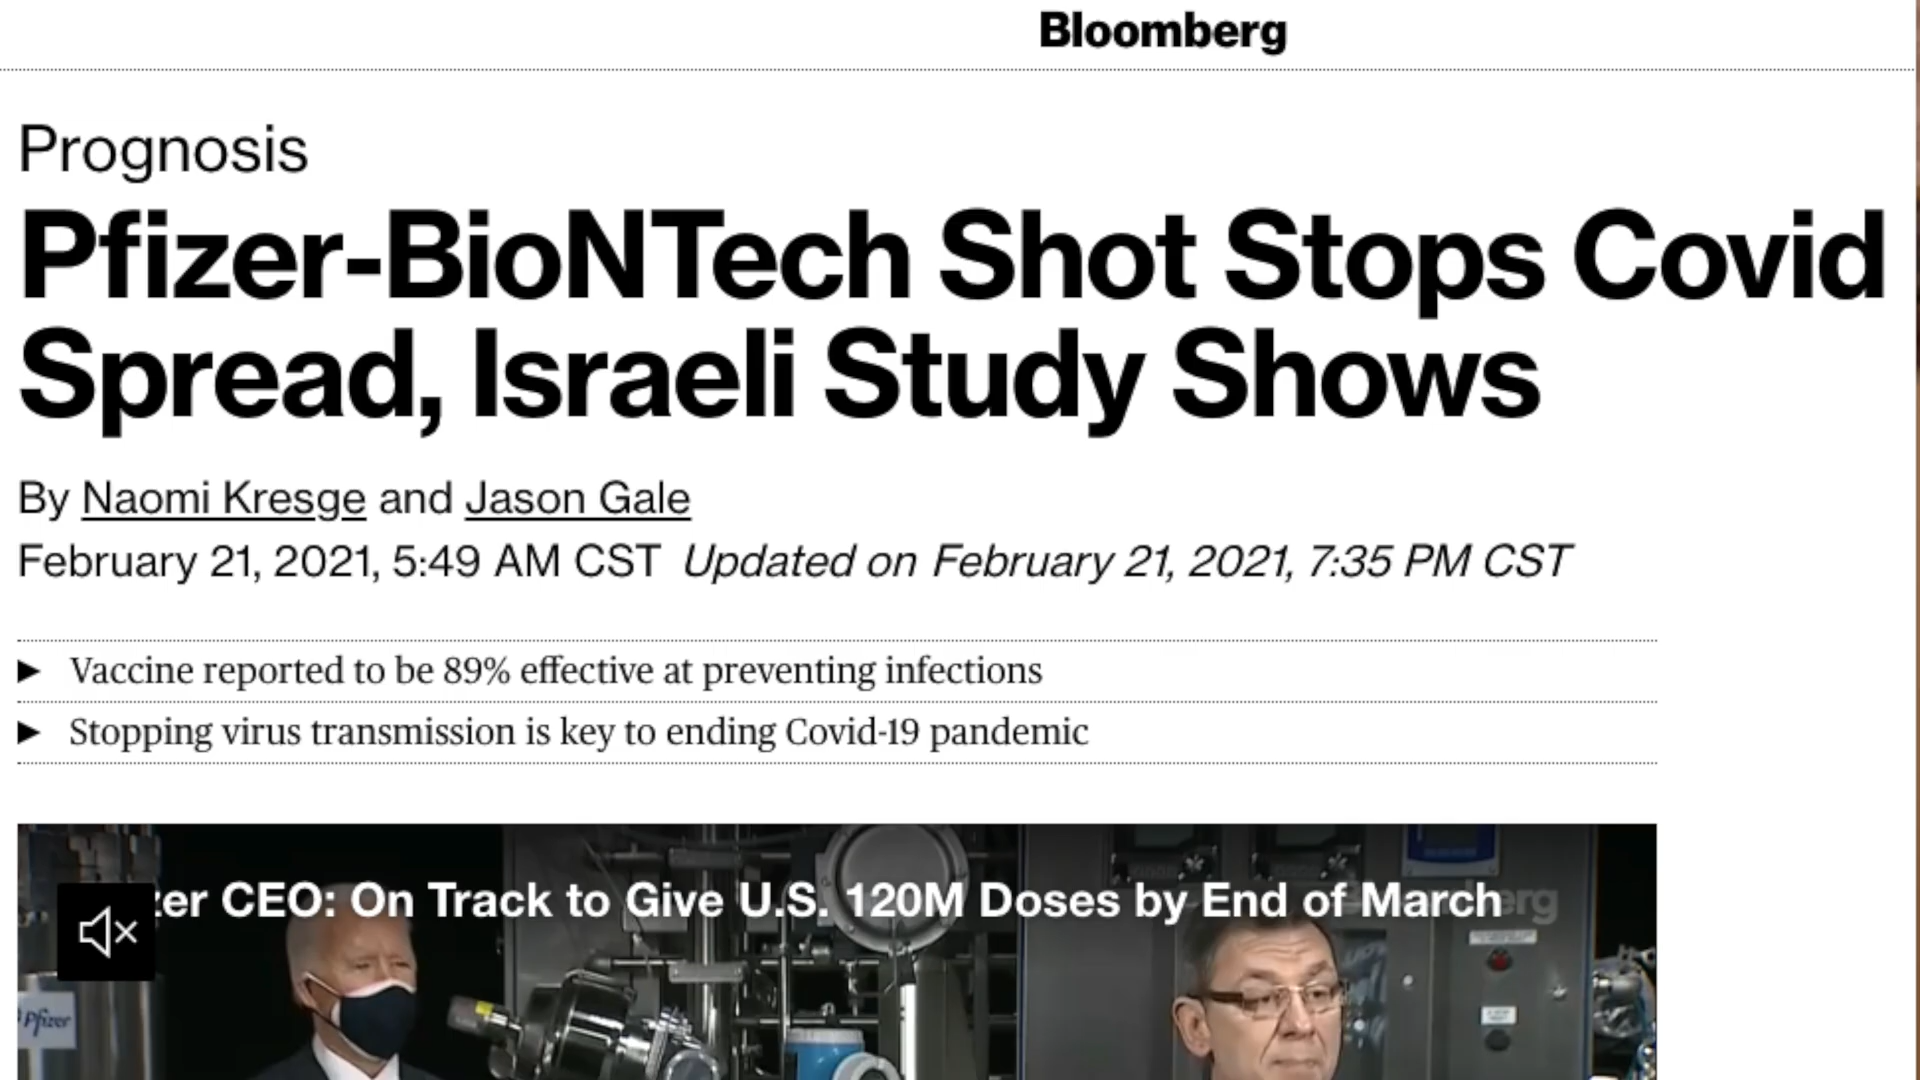 Bloomberg
Prognosis
Pfizer-BioNTech Shot Stops Covid
Spread, Israeli Study Shows
By Naomi Kresge and Jason Gale
February 21, 2021, 5:49 AM CST Updated on February 21, 2021, 7:35 PM CST
▶ Vaccine reported to be 89% effective at preventing infections
▶ Stopping virus transmission is key to ending Covid-19 pandemic
zer CEO: On Track to Give U.S. 120M Doses by End of March
Pfizer